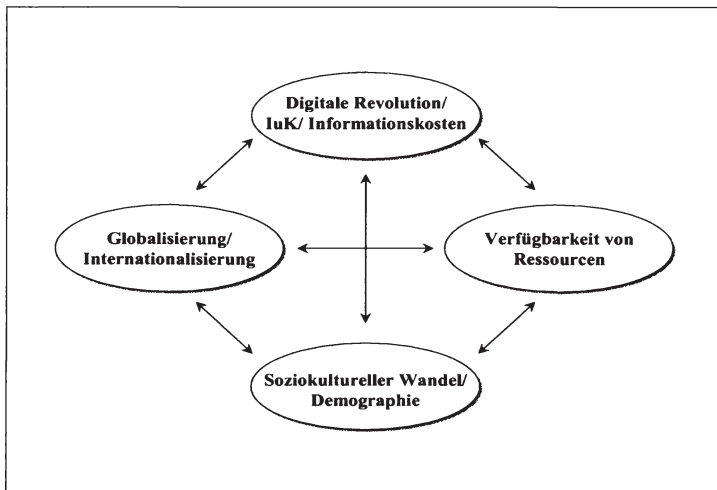 Digitale Revolution/
IuK/ Informationskosten
Globalisierung/
Internationalisierung
Verfügbarkeit von
Ressourcen
Soziokultureller Wandel/
Demographie